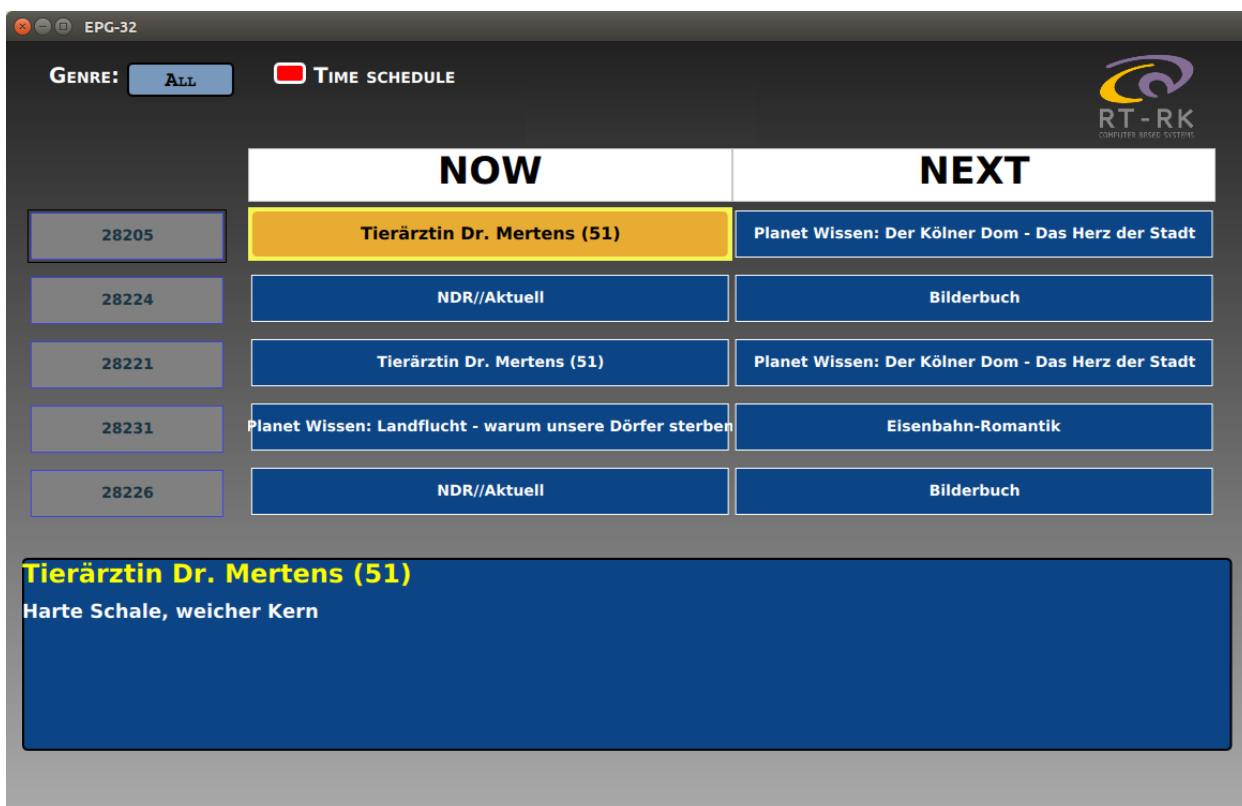 EPG-32
GENRE: ALL TIME SCHEDULE
RT-RK
COMPUTER BASED SYSTEMS
NOW NEXT
28205 Tierärztin Dr. Mertens (51) Planet Wissen: Der Kölner Dom - Das Herz der Stadt
28224 NDR//Aktuell Bilderbuch
28221 Tierärztin Dr. Mertens (51) Planet Wissen: Der Kölner Dom - Das Herz der Stadt
28231 Planet Wissen: Landflucht - warum unsere Dörfer sterben Eisenbahn-Romantik
28226 NDR//Aktuell Bilderbuch
Tierärztin Dr. Mertens (51)
Harte Schale, weicher Kern